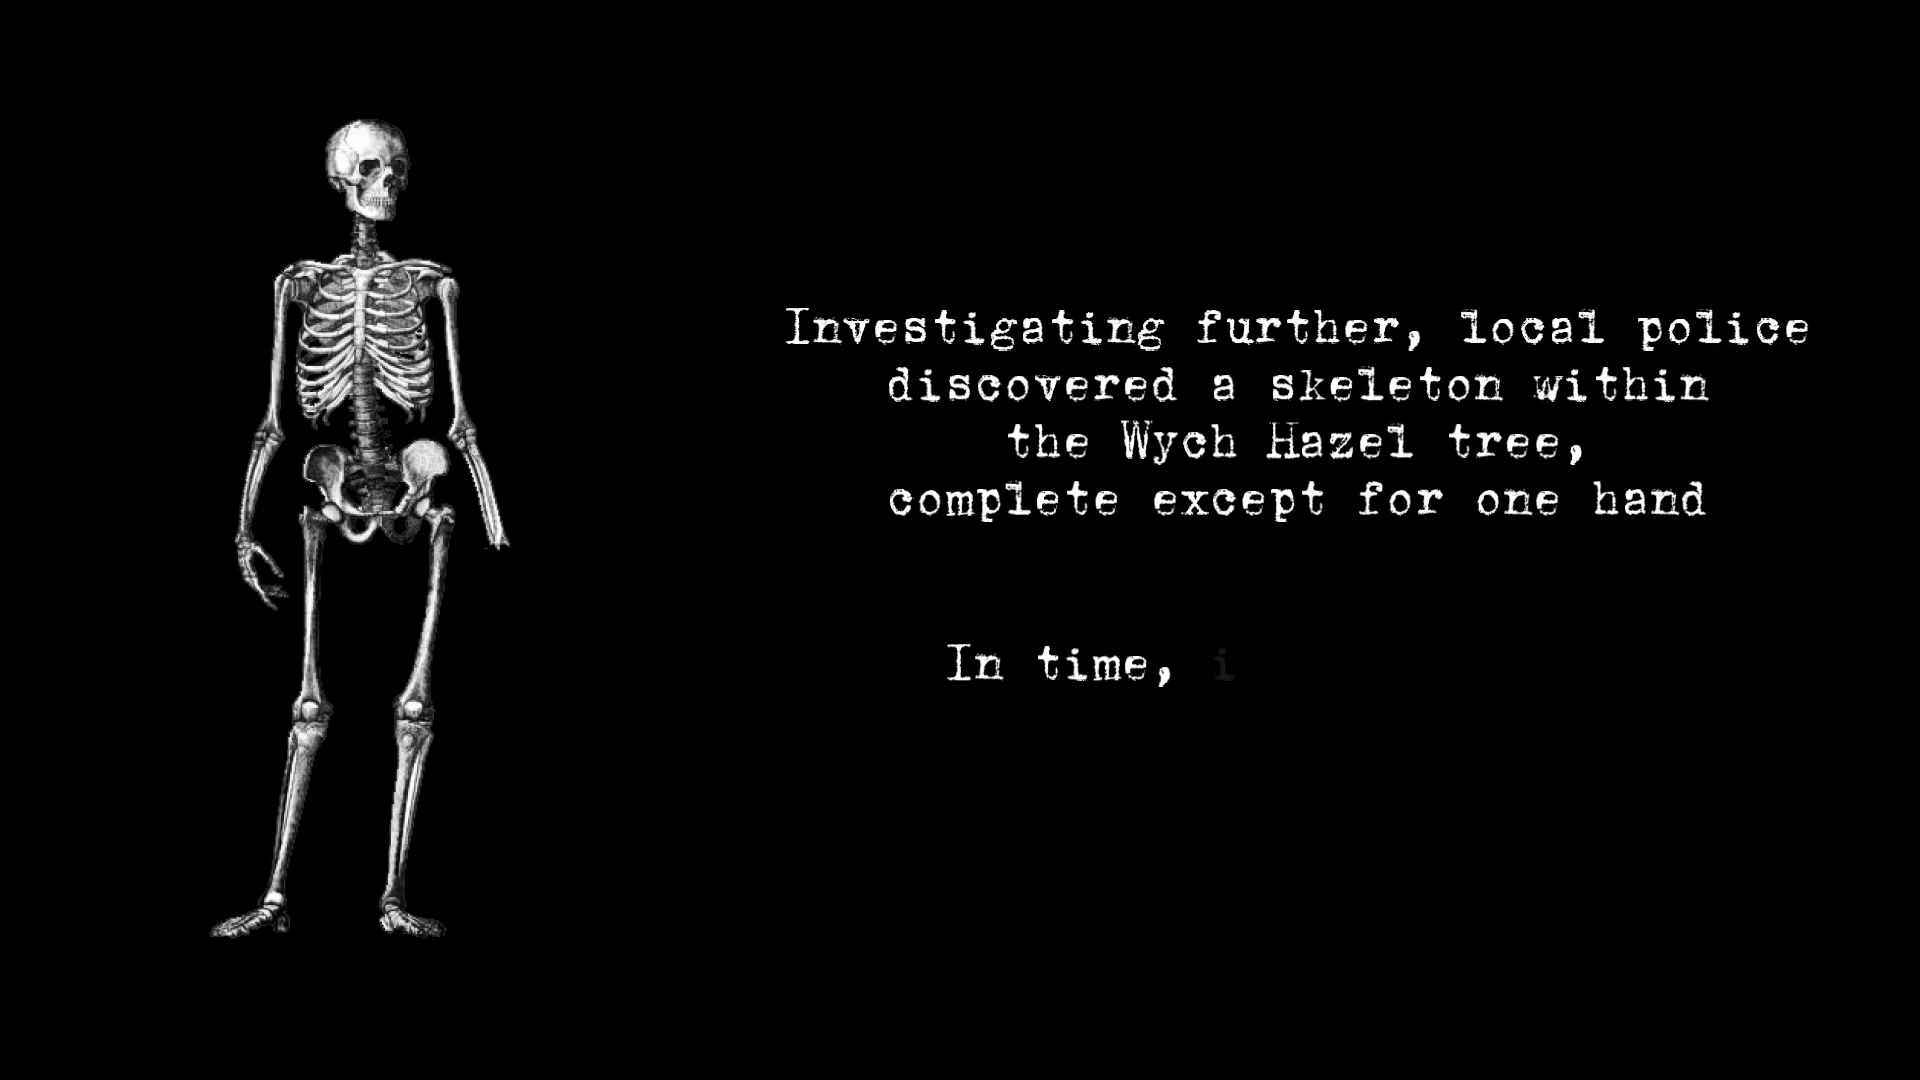 Investigating further, local police
discovered a skeleton within
the Wych Hazel tree,
complete except for one hand
In time, i